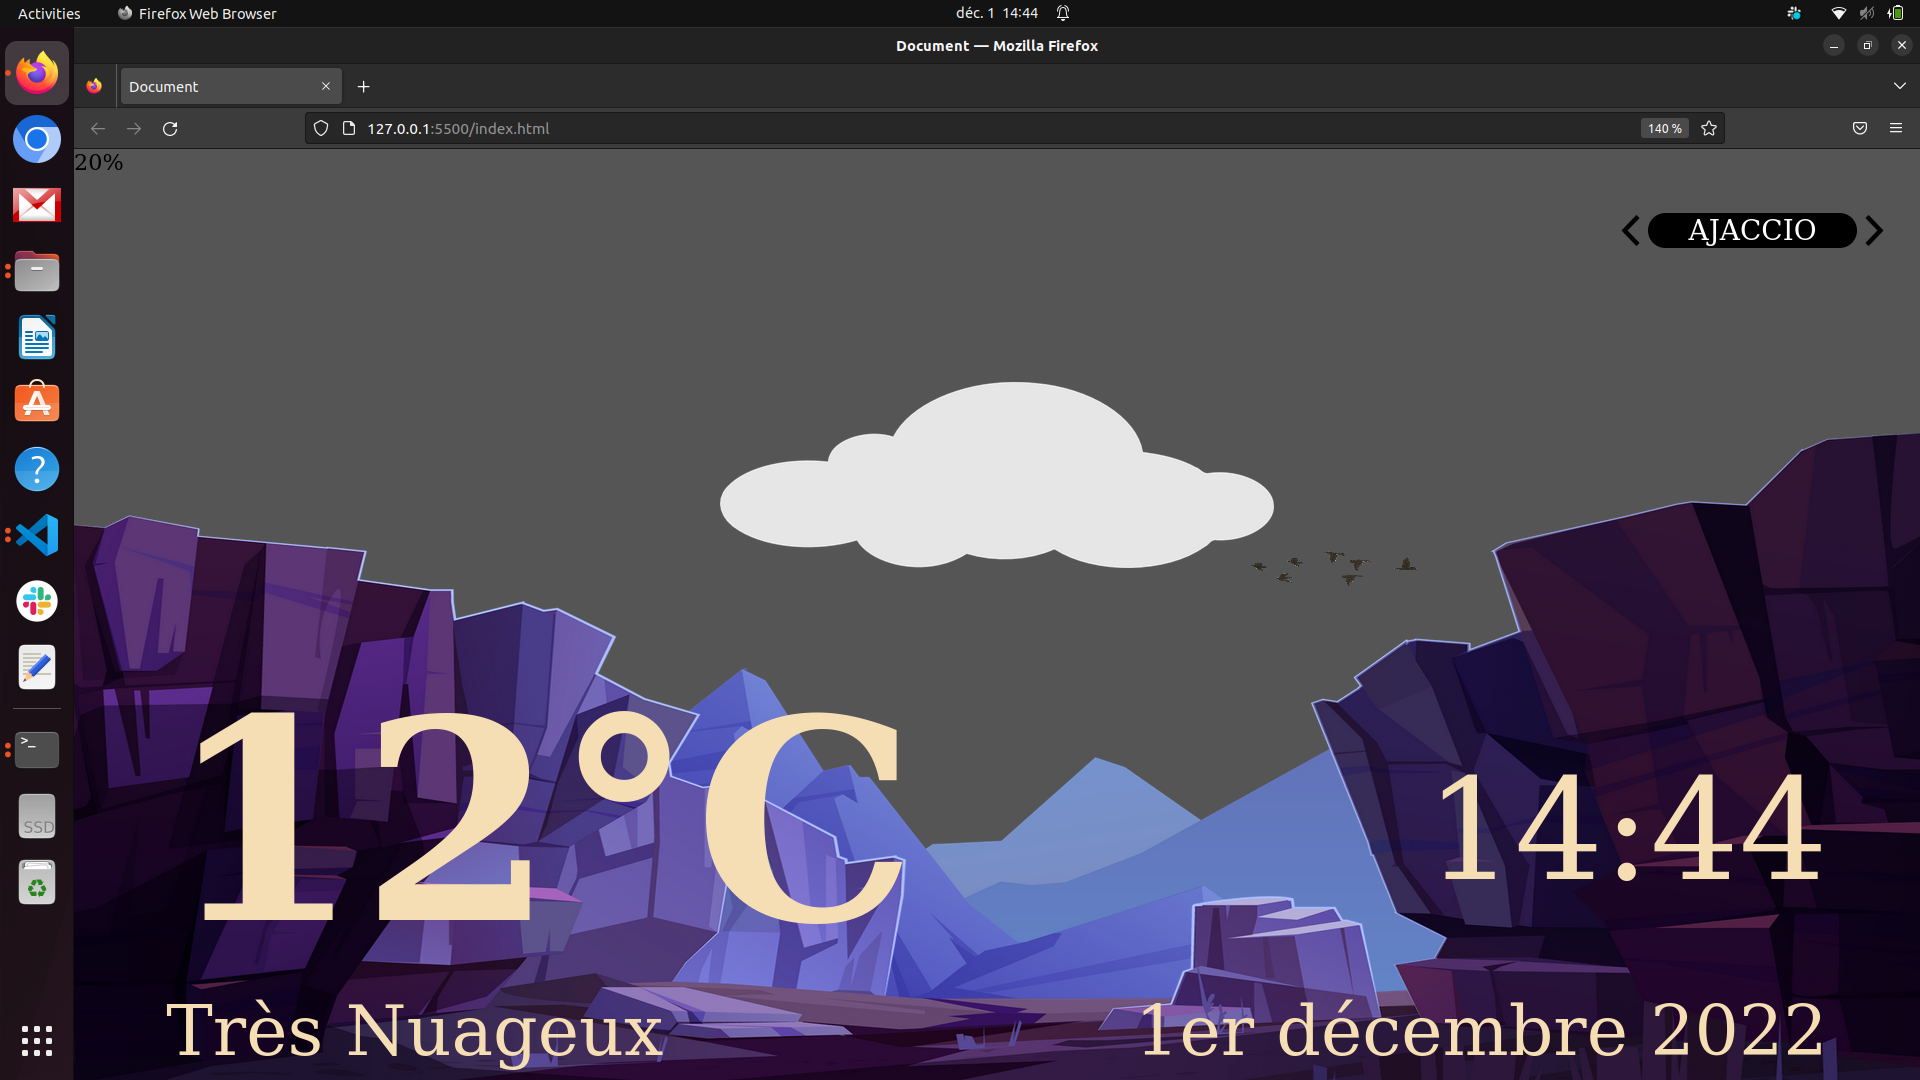 Activities
Firefox Web Browser
déc. 1 14:44
Document — Mozilla Firefox
Document
127.0.0.1:5500/index.html
140 %
20%
AJACCIO
>_
SSD
12°C
14:44
Très Nuageux
1er décembre 2022